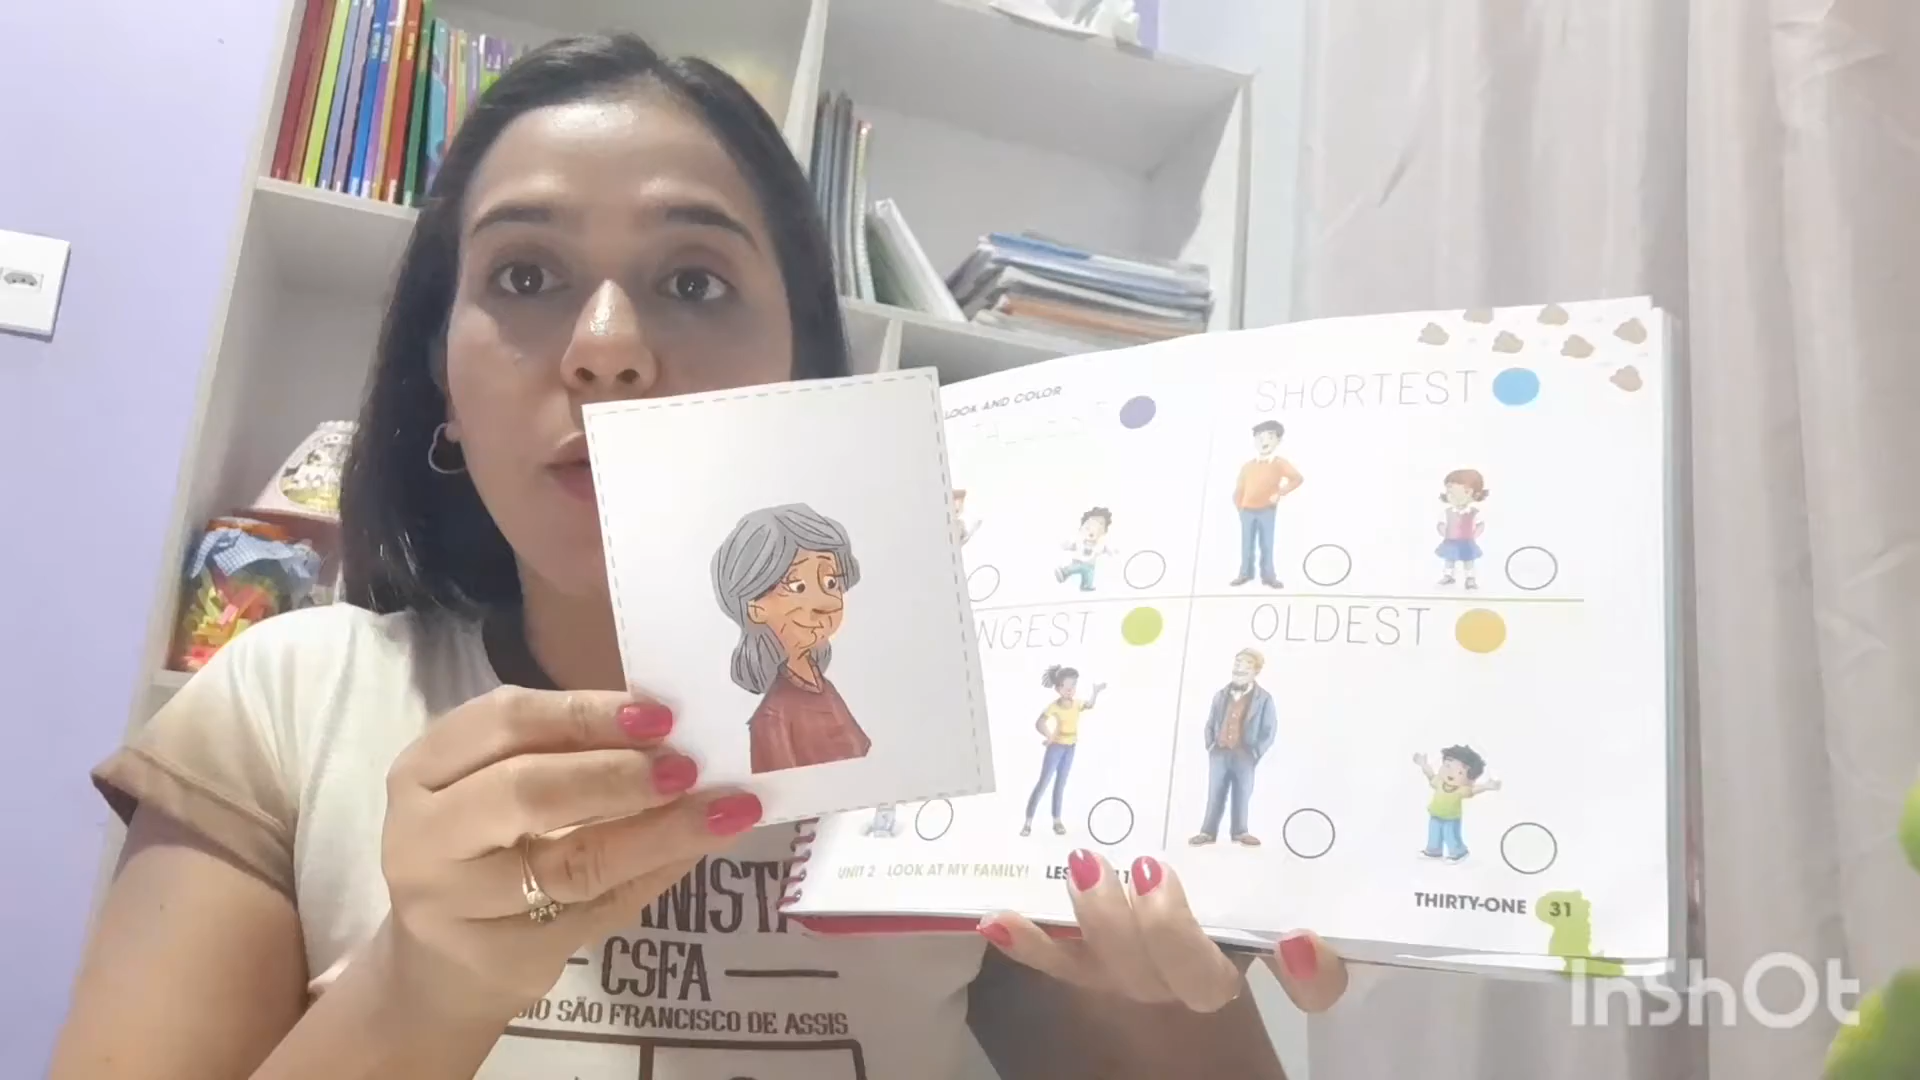 LOOK AND COLOR
SHORTEST
NGEST
OLDEST
UNIT 2 LOOK AT MY FAMILY!
THIRTY-ONE 31
CSFA
SÃO FRANCISCO DE ASSIS
InShOt